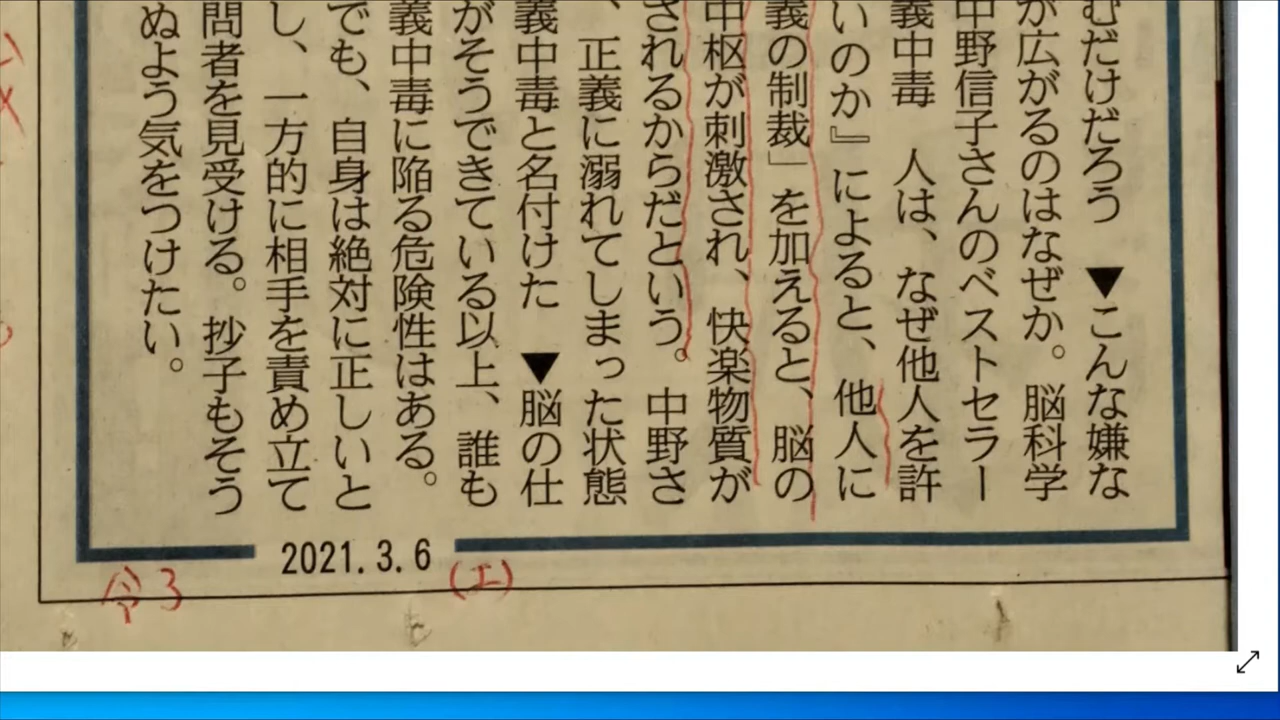 むだけだろう　▼こんな嫌な
が広がるのはなぜか。脳科学
中野信子さんのベストセラー
義中毒　人は、なぜ他人を許
いのか』によると、他人に
義の制裁」を加えると、脳の
中枢が刺激され、快楽物質が
されるからだという。中野さ
、正義に溺れてしまった状態
義中毒と名付けた　▼脳の仕
がそうできている以上、誰も
義中毒に陥る危険性はある。
でも、自身は絶対に正しいと
し、一方的に相手を責め立て
問者を見受ける。抄子もそう
ぬよう気をつけたい。
2021.3.6
令3
(土)